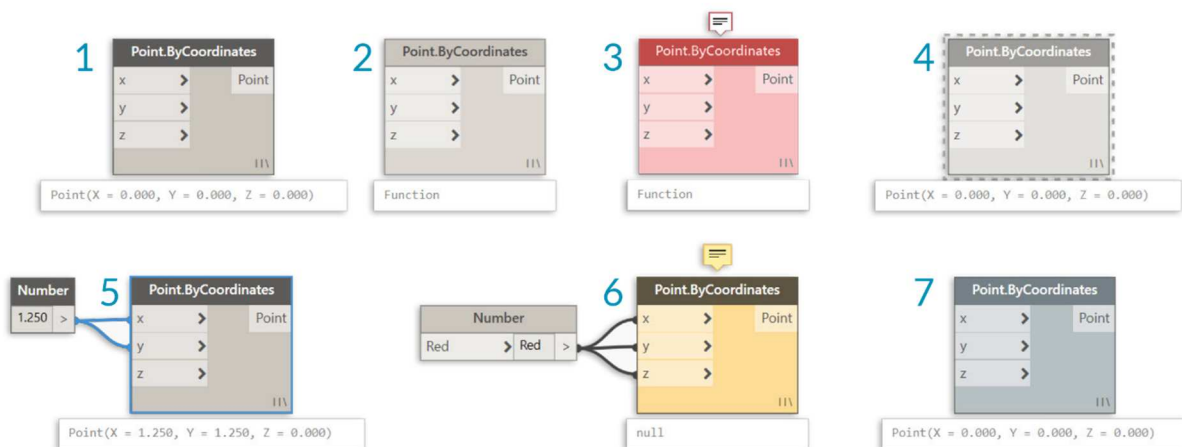 1
Point.ByCoordinates
x > Point
y >
z >
Point(X = 0.000, Y = 0.000, Z = 0.000)
2
Point.ByCoordinates
x > Point
y >
z >
Function
3
Point.ByCoordinates
x > Point
y >
z >
Function
4
Point.ByCoordinates
x > Point
y >
z >
Point(X = 0.000, Y = 0.000, Z = 0.000)
Number
1.250 >
5
Point.ByCoordinates
x > Point
y >
z >
Point(X = 1.250, Y = 1.250, Z = 0.000)
Number
Red > Red >
6
Point.ByCoordinates
x > Point
y >
z >
null
7
Point.ByCoordinates
x > Point
y >
z >
Point(X = 0.000, Y = 0.000, Z = 0.000)